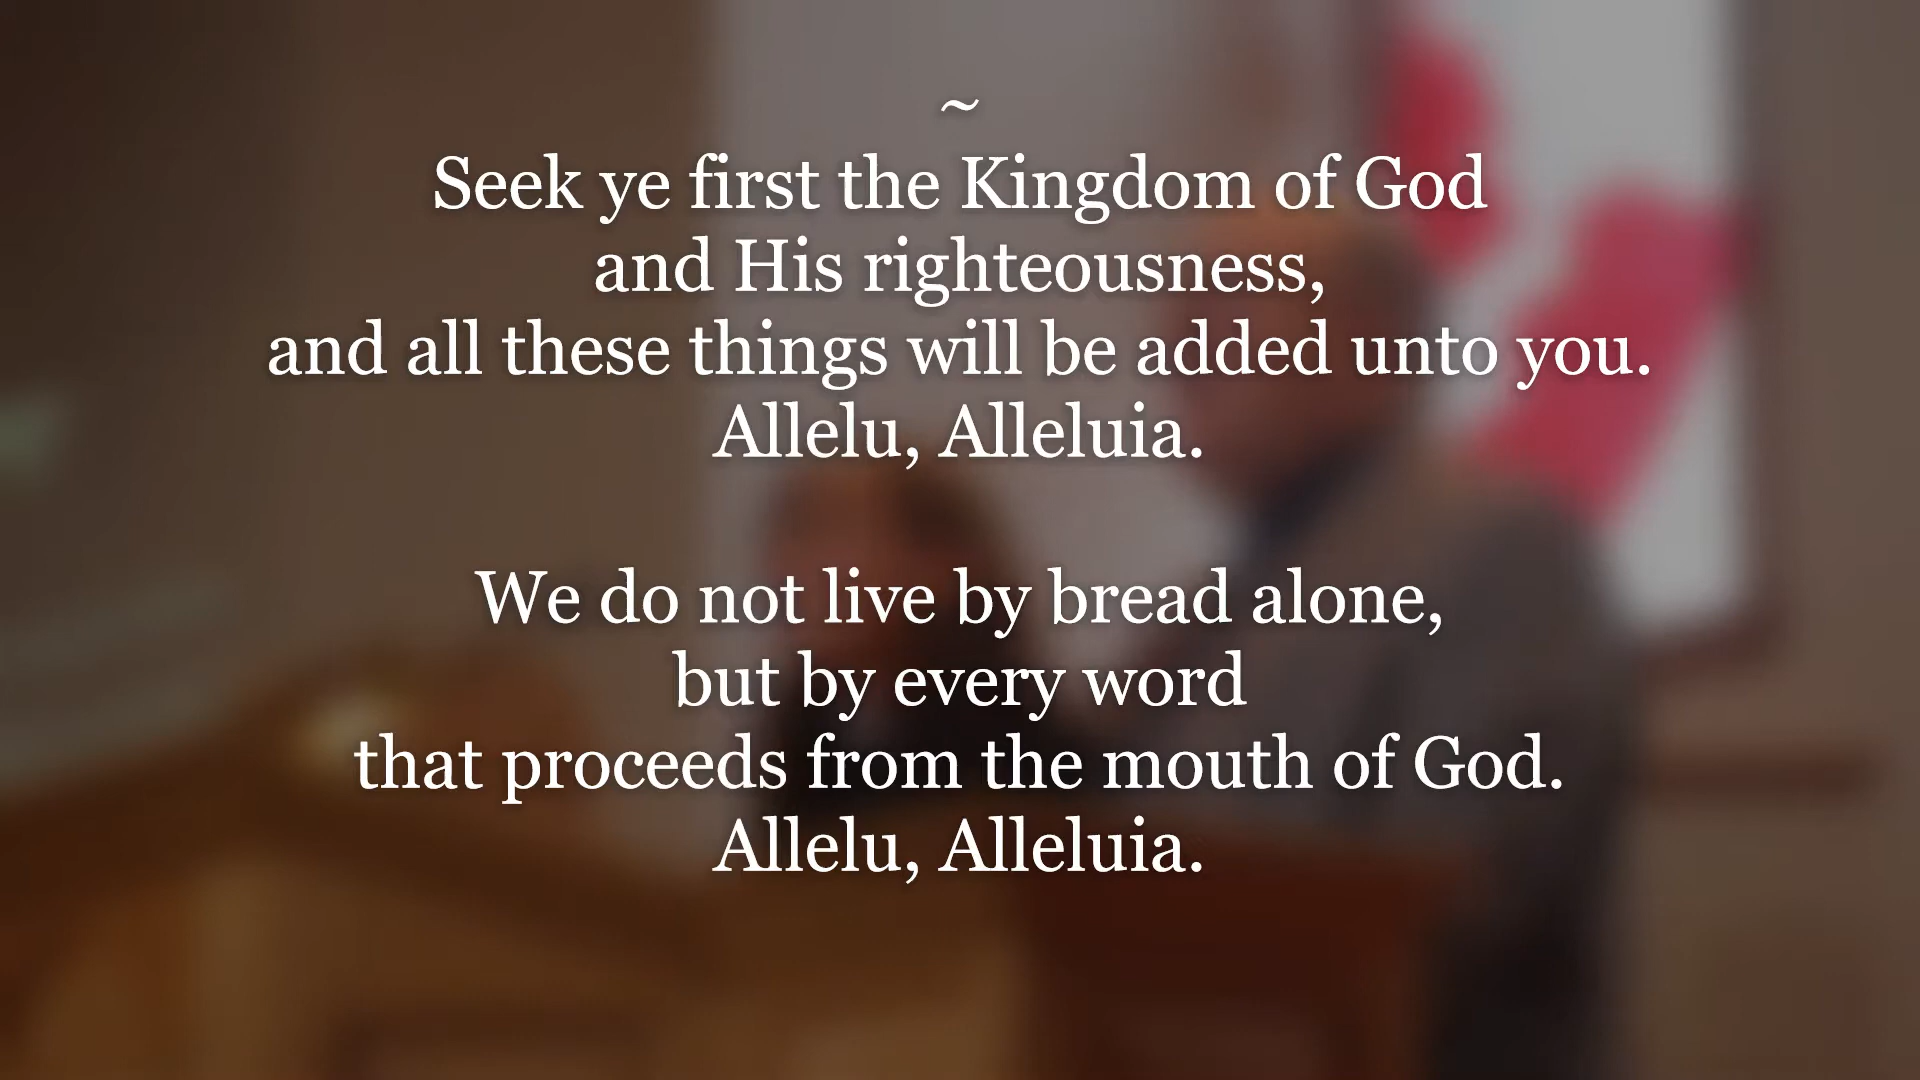 ~
Seek ye first the Kingdom of God
and His righteousness,
and all these things will be added unto you.
Allelu, Alleluia.
We do not live by bread alone,
but by every word
that proceeds from the mouth of God.
Allelu, Alleluia.